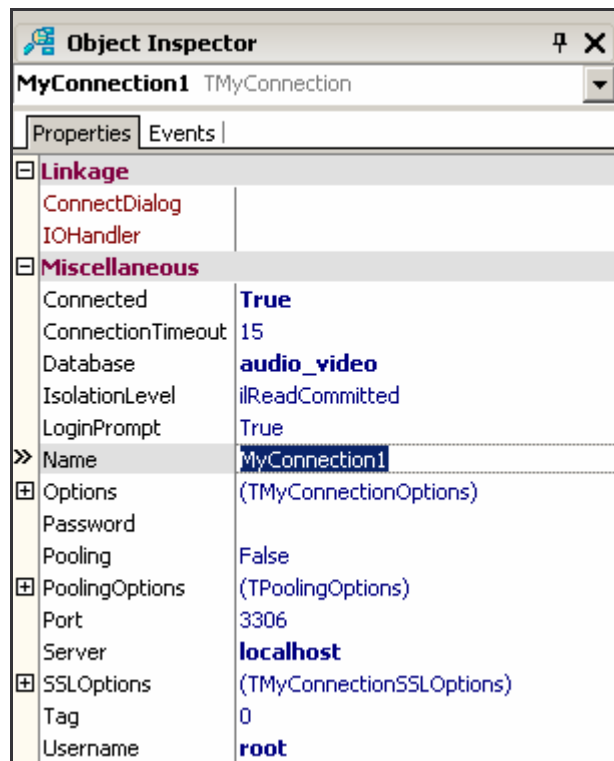 Object Inspector
MyConnection1 TMyConnection
Properties Events
Linkage
ConnectDialog
IOHandler
Miscellaneous
Connected True
ConnectionTimeout 15
Database audio_video
IsolationLevel ilReadCommitted
LoginPrompt True
Name MyConnection1
Options (TMyConnectionOptions)
Password
Pooling False
PoolingOptions (TPoolingOptions)
Port 3306
Server localhost
SSLOptions (TMyConnectionSSLOptions)
Tag 0
Username root